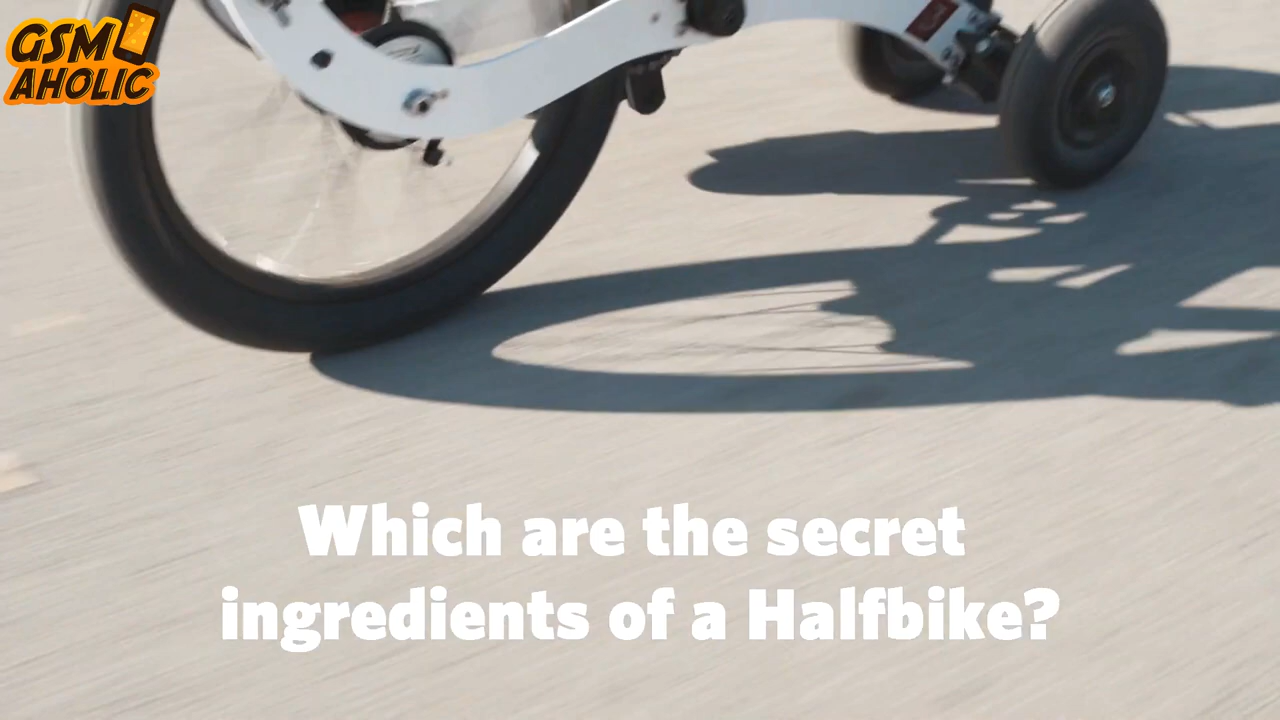 GSM
AHOLIC
Which are the secret
ingredients of a Halfbike?